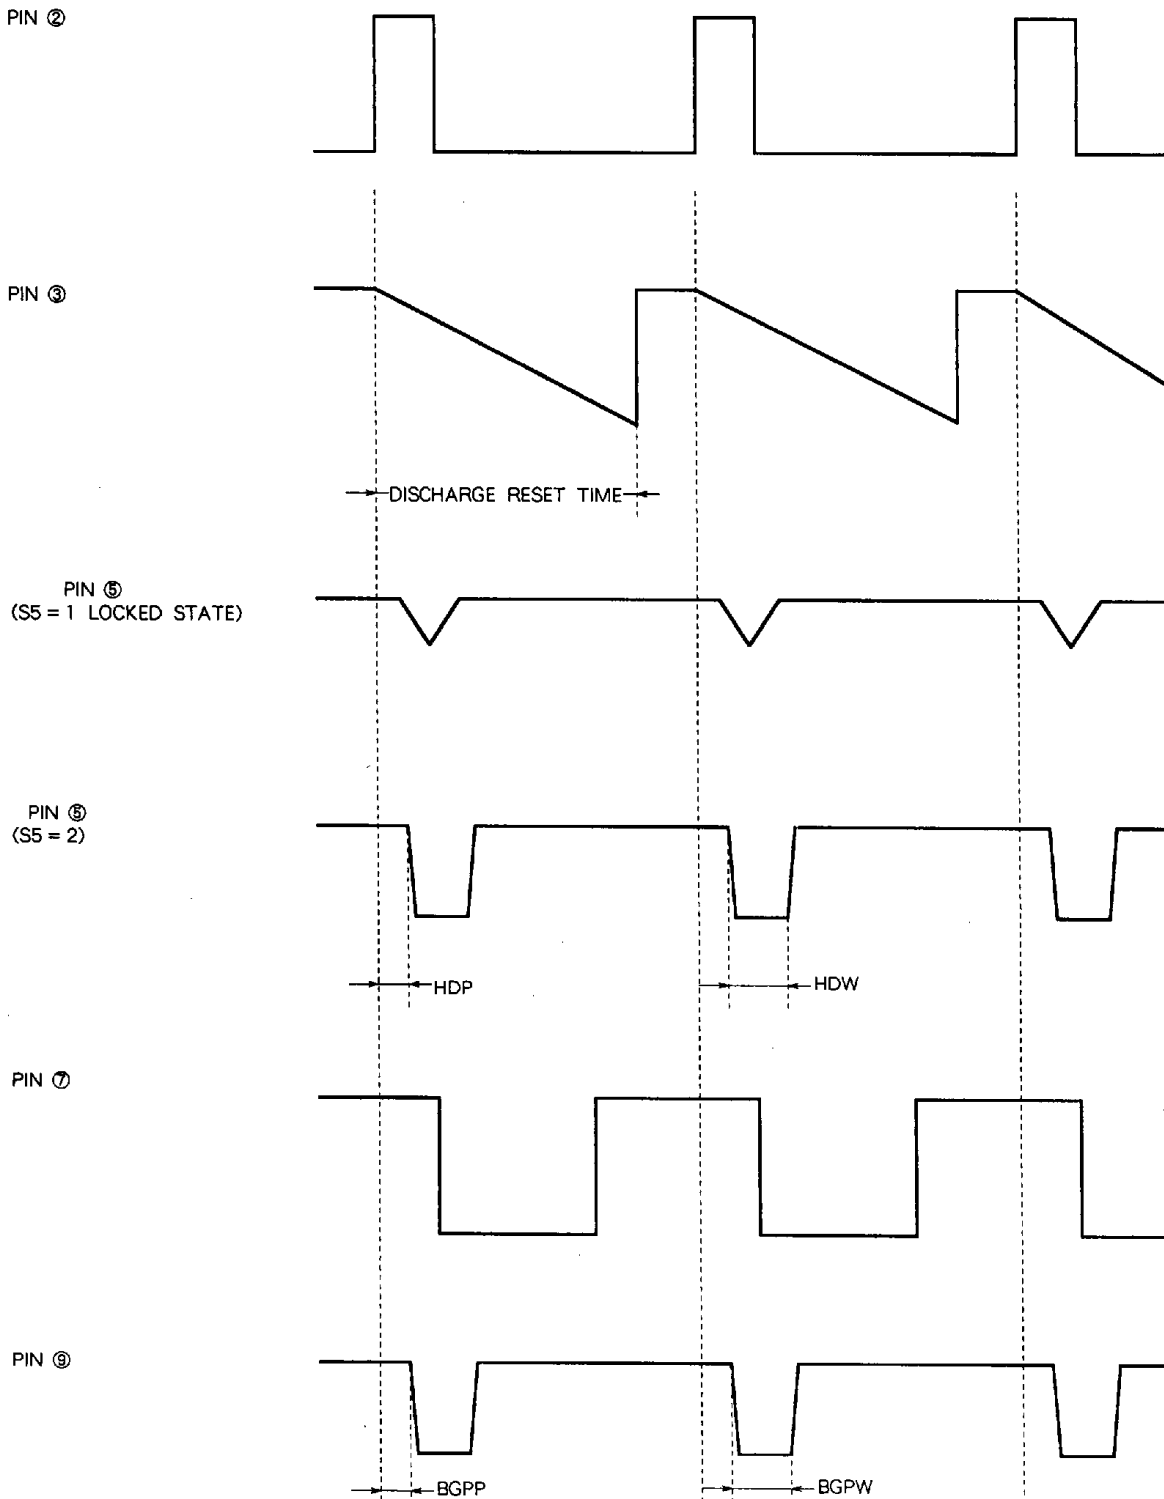 PIN ②
PIN ③
DISCHARGE RESET TIME
PIN ⑤
(S5 = 1 LOCKED STATE)
PIN ⑤
(S5 = 2)
HDP
HDW
PIN ⑦
PIN ⑨
BGPP
BGPW